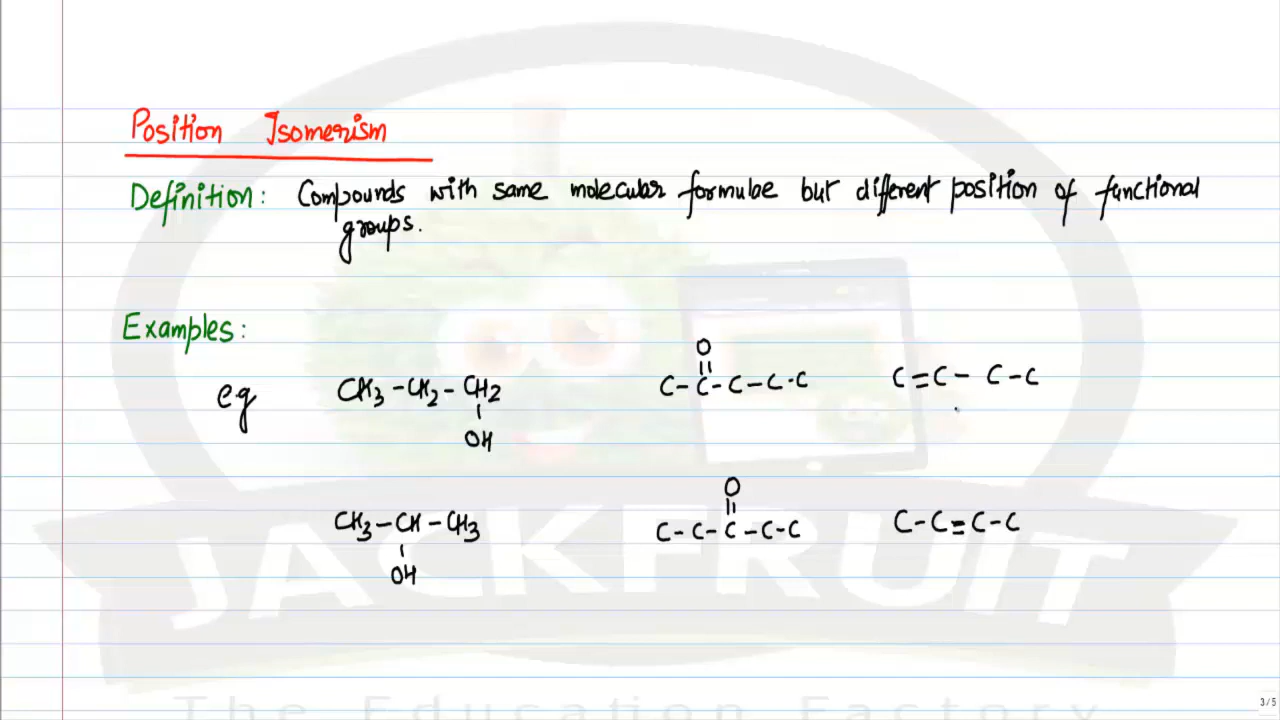 Position Isomerism
Definition: Compounds with same molecular formube but different position of functional
groups.
Examples:
O
eg CH3-CH2-CH2 C-C-C-C-C C=C-C-C
OH
O
CH3-CH-CH3 C-C-C-C-C C-C=C-C
OH
JACKFRUIT
The Education Factory
3/5